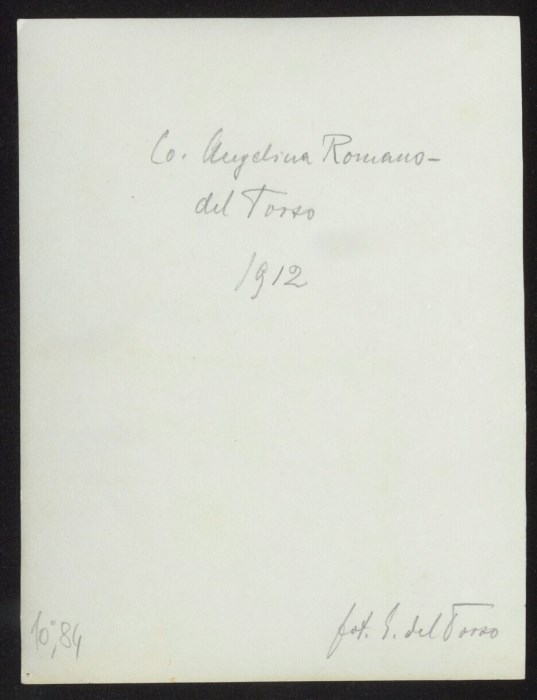 Co. Angelina Romano-
del Torso
1912
10°,84
fot. E. del Torso